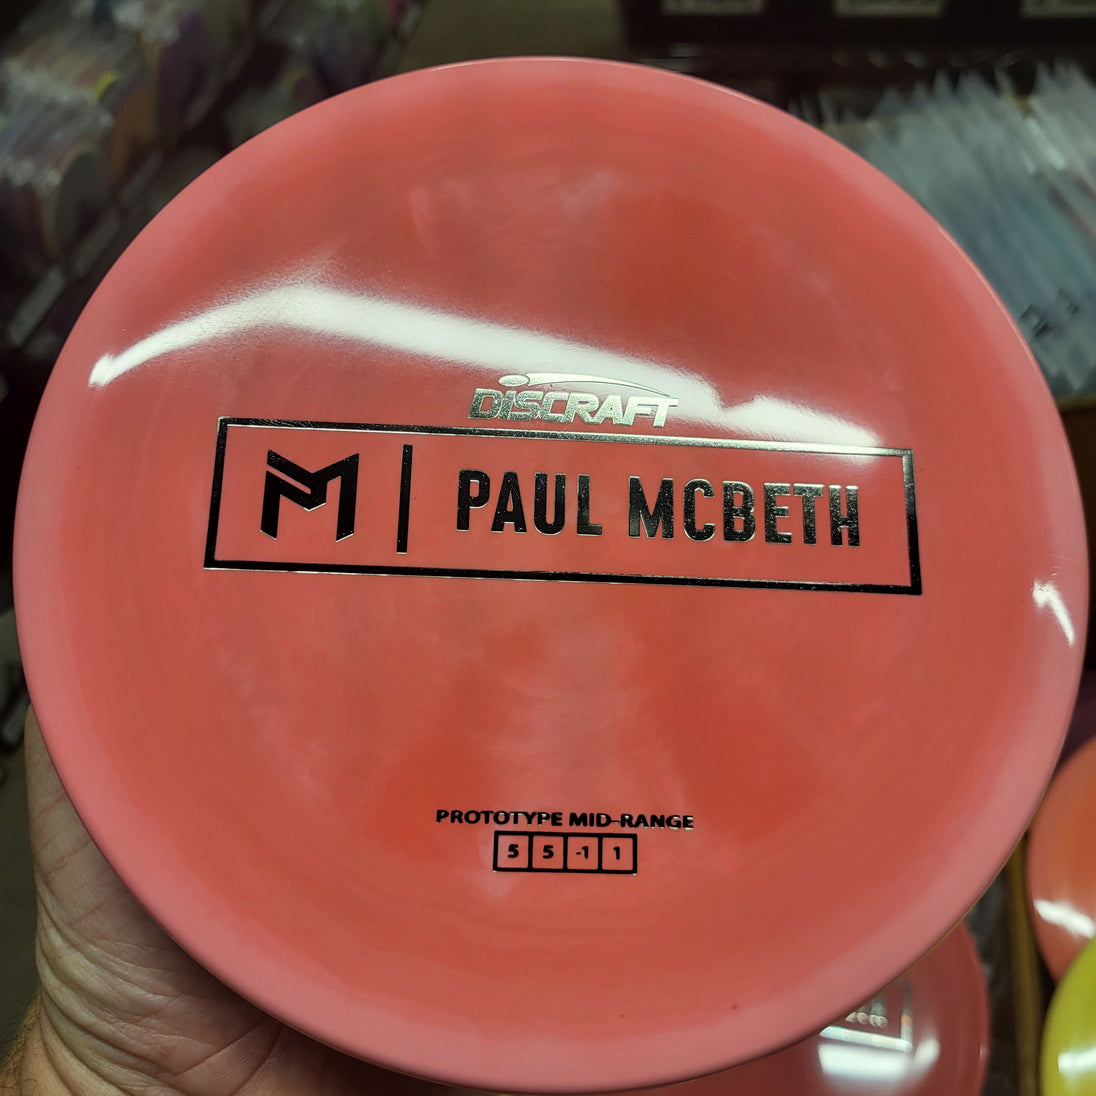 DISCRAFT
M | PAUL MCBETH
PROTOTYPE MID-RANGE
5 5 -1 1